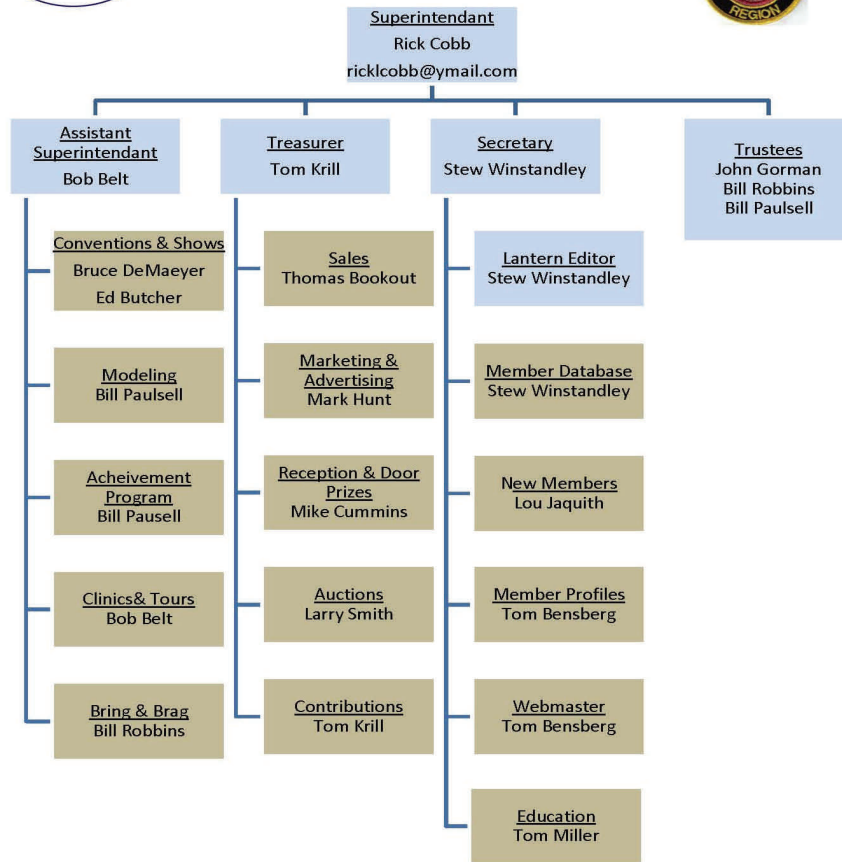 REGION
Superintendant
Rick Cobb
ricklcobb@ymail.com
Assistant
Superintendant
Bob Belt
Treasurer
Tom Krill
Secretary
Stew Winstandley
Trustees
John Gorman
Bill Robbins
Bill Paulsell
Conventions & Shows
Bruce DeMaeyer
Ed Butcher
Modeling
Bill Paulsell
Acheivement
Program
Bill Pausell
Clinics& Tours
Bob Belt
Bring & Brag
Bill Robbins
Sales
Thomas Bookout
Marketing &
Advertising
Mark Hunt
Reception & Door
Prizes
Mike Cummins
Auctions
Larry Smith
Contributions
Tom Krill
Lantern Editor
Stew Winstandley
Member Database
Stew Winstandley
New Members
Lou Jaquith
Member Profiles
Tom Bensberg
Webmaster
Tom Bensberg
Education
Tom Miller